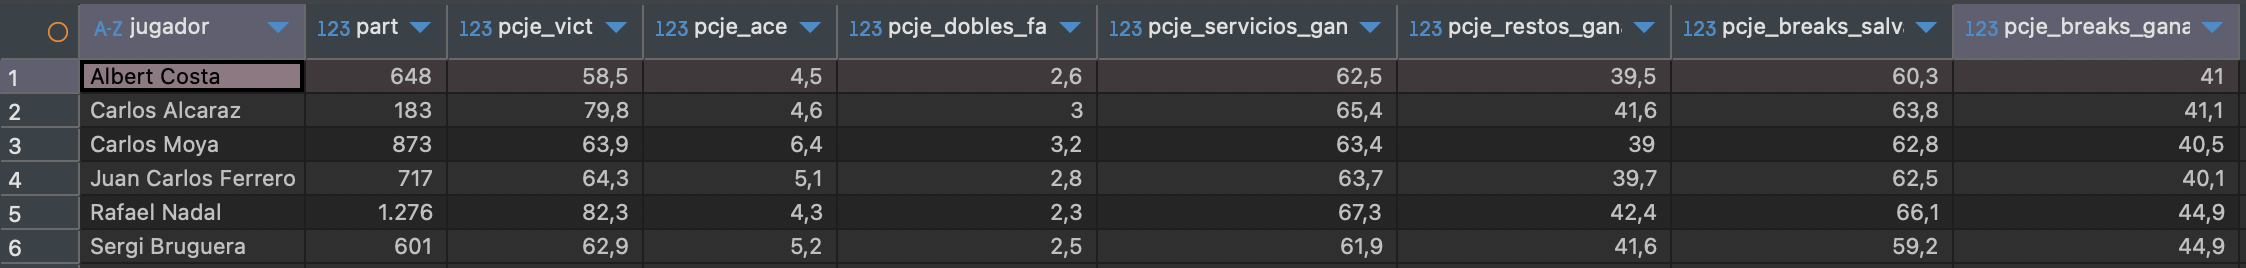 A-Z jugador 123 part 123 pcje_vict 123 pcje_ace 123 pcje_dobles_fa 123 pcje_servicios_gan 123 pcje_restos_gan 123 pcje_breaks_salv 123 pcje_breaks_gana
1 Albert Costa 648 58,5 4,5 2,6 62,5 39,5 60,3 41
2 Carlos Alcaraz 183 79,8 4,6 3 65,4 41,6 63,8 41,1
3 Carlos Moya 873 63,9 6,4 3,2 63,4 39 62,8 40,5
4 Juan Carlos Ferrero 717 64,3 5,1 2,8 63,7 39,7 62,5 40,1
5 Rafael Nadal 1.276 82,3 4,3 2,3 67,3 42,4 66,1 44,9
6 Sergi Bruguera 601 62,9 5,2 2,5 61,9 41,6 59,2 44,9